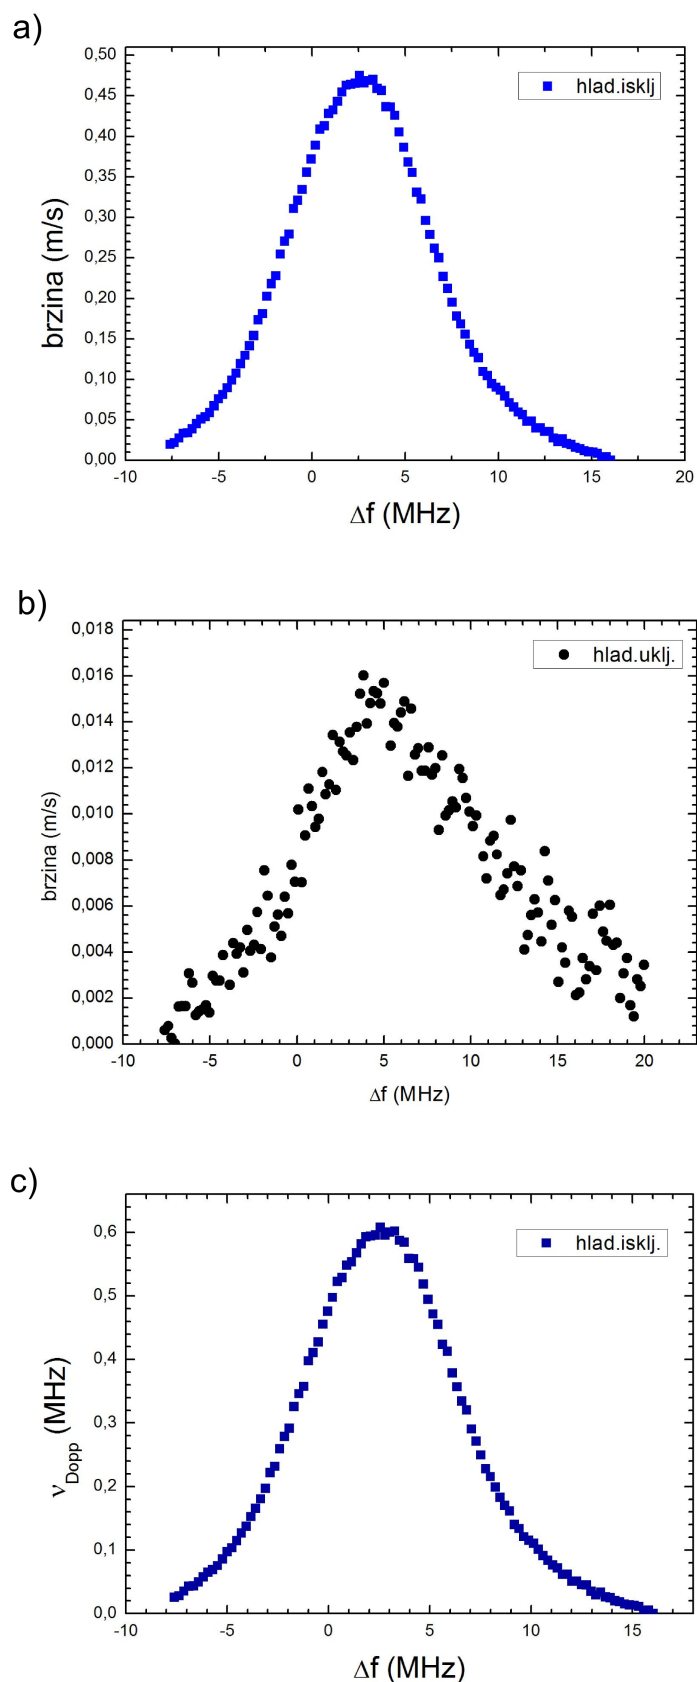 a)
0,50
0,45
0,40
0,35
0,30
0,25
0,20
0,15
0,10
0,05
0,00
brzina (m/s)
hlad.isklj
-10 -5 0 5 10 15 20
Δf (MHz)
b)
0,018
0,016
0,014
0,012
0,010
0,008
0,006
0,004
0,002
0,000
brzina (m/s)
hlad.uklj.
-10 -5 0 5 10 15 20
Δf (MHz)
c)
0,6
0,5
0,4
0,3
0,2
0,1
0,0
νDopp (MHz)
hlad.isklj.
-10 -5 0 5 10 15
Δf (MHz)